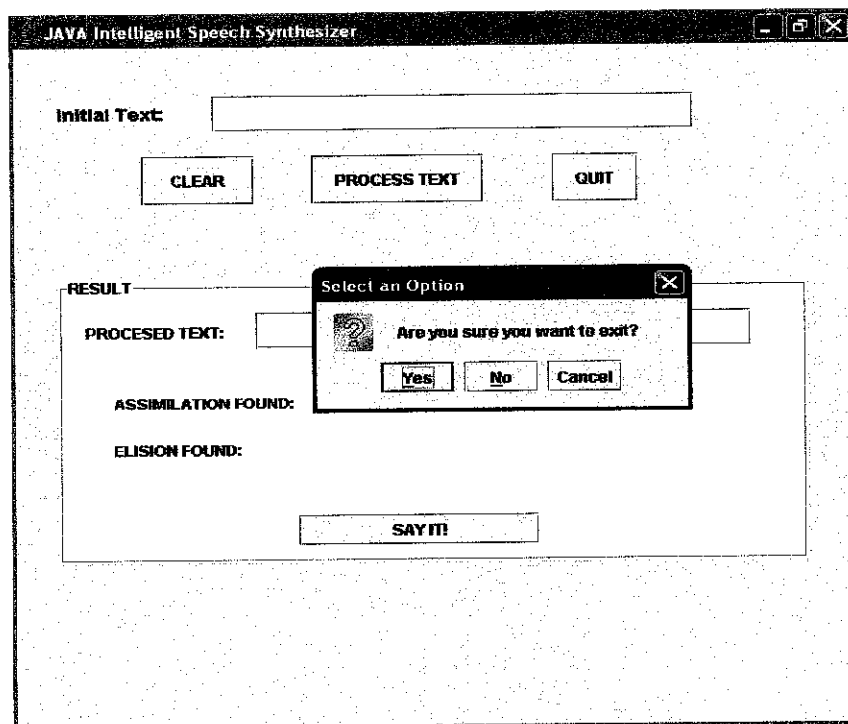 JAVA Intelligent Speech Synthesizer
Initial Text:
CLEAR PROCESS TEXT QUIT
RESULT
Select an Option
PROCESED TEXT:
Are you sure you want to exit?
Yes No Cancel
ASSIMILATION FOUND:
ELISION FOUND:
SAY IT!